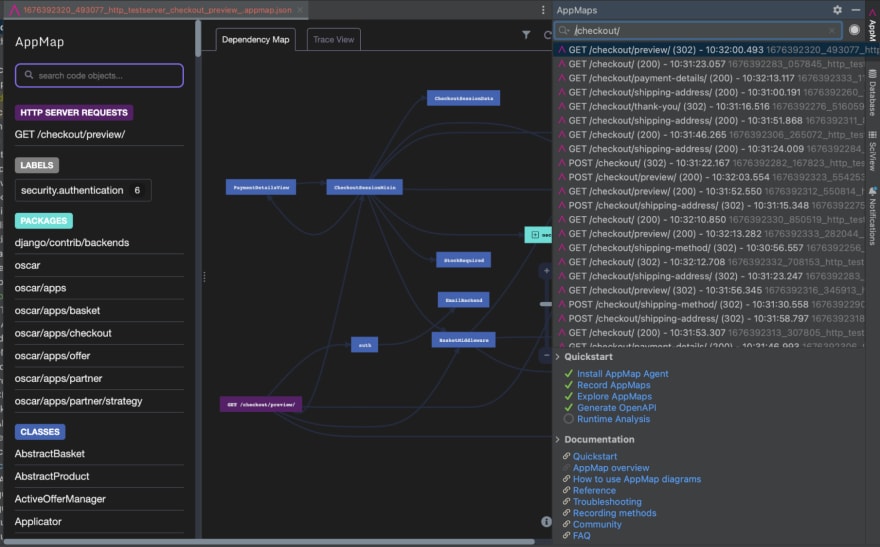 1676392320_493077_http_testserver_checkout_preview_.appmap.json
AppMap
search code objects...
HTTP SERVER REQUESTS
GET /checkout/preview/
LABELS
security.authentication 6
PACKAGES
django/contrib/backends
oscar
oscar/apps
oscar/apps/basket
oscar/apps/checkout
oscar/apps/offer
oscar/apps/partner
oscar/apps/partner/strategy
CLASSES
AbstractBasket
AbstractProduct
ActiveOfferManager
Applicator
Dependency Map
Trace View
CheckoutSessionData
PaymentDetailsView
CheckoutSessionMixin
StockRequired
EmailBackend
BasketMiddleware
auth
GET /checkout/preview/
AppMaps
/checkout/
GET /checkout/preview/ (302) - 10:32:00.493 1676392320_493077_htt
GET /checkout/ (200) - 10:31:23.057 1676392283_057845_http_tes
GET /checkout/payment-details/ (200) - 10:32:13.117 1676392333_1
GET /checkout/shipping-address/ (200) - 10:31:00.191 1676392260_
GET /checkout/thank-you/ (302) - 10:31:16.516 1676392276_516059
GET /checkout/shipping-address/ (200) - 10:31:51.868 1676392311_8
GET /checkout/ (200) - 10:31:46.265 1676392306_265072_http_test
GET /checkout/shipping-address/ (200) - 10:31:24.009 1676392284_
POST /checkout/ (302) - 10:31:22.167 1676392282_167823_http_test
POST /checkout/preview/ (200) - 10:32:03.554 1676392323_554253
GET /checkout/preview/ (200) - 10:31:52.550 1676392312_550814_h
POST /checkout/shipping-address/ (302) - 10:31:15.348 1676392275
GET /checkout/ (200) - 10:32:10.850 1676392330_850519_http_test
GET /checkout/preview/ (200) - 10:32:13.282 1676392333_282044_
GET /checkout/shipping-method/ (302) - 10:30:56.557 1676392256_
GET /checkout/ (302) - 10:32:12.708 1676392332_708153_http_test
GET /checkout/shipping-address/ (302) - 10:31:23.247 1676392283_
GET /checkout/preview/ (302) - 10:31:56.345 1676392316_345913_h
POST /checkout/shipping-method/ (302) - 10:31:30.558 1676392290
POST /checkout/shipping-address/ (302) - 10:31:58.797 1676392318
GET /checkout/ (200) - 10:31:53.307 1676392313_307805_http_test
GET /checkout/payment-details/ (200) - 10:31:46.993 1676392306_
Quickstart
Install AppMap Agent
Record AppMaps
Explore AppMaps
Generate OpenAPI
Runtime Analysis
Documentation
Quickstart
AppMap overview
How to use AppMap diagrams
Reference
Troubleshooting
Recording methods
Community
FAQ
AppM
Database
SciView
Notifications